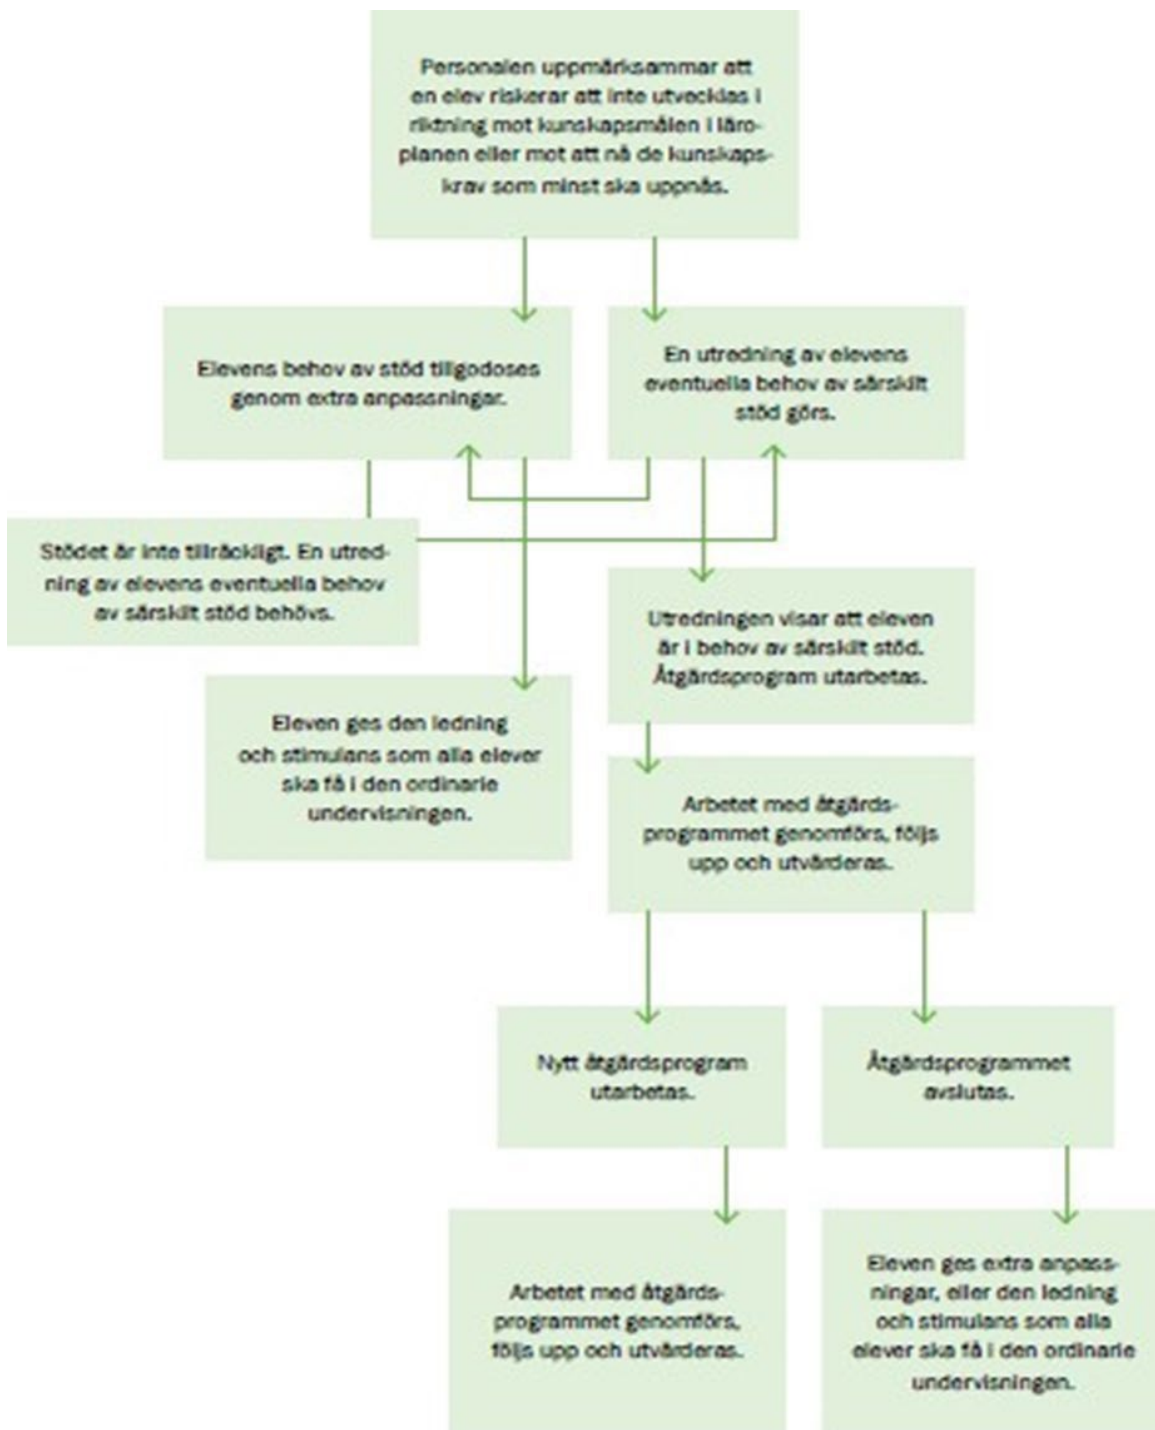 Personalen uppmärksammar att
en elev riskerar att inte utvecklas i
riktning mot kunskapsmålen i läro-
planen eller mot att nå de kunskaps-
krav som minst ska uppnås.
Elevens behov av stöd tillgodoses
genom extra anpassningar.
En utredning av elevens
eventuella behov av särskilt
stöd görs.
Stödet är inte tillräckligt. En utred-
ning av elevens eventuella behov
av särskilt stöd behövs.
Utredningen visar att eleven
är i behov av särskilt stöd.
Åtgärdsprogram utarbetas.
Eleven ges den ledning
och stimulans som alla elever
ska få i den ordinarie
undervisningen.
Arbetet med åtgärds-
programmet genomförs, följs
upp och utvärderas.
Nytt åtgärdsprogram
utarbetas.
Åtgärdsprogrammet
avslutas.
Arbetet med åtgärds-
programmet genomförs,
följs upp och utvärderas.
Eleven ges extra anpass-
ningar, eller den ledning
och stimulans som alla
elever ska få i den ordinarie
undervisningen.